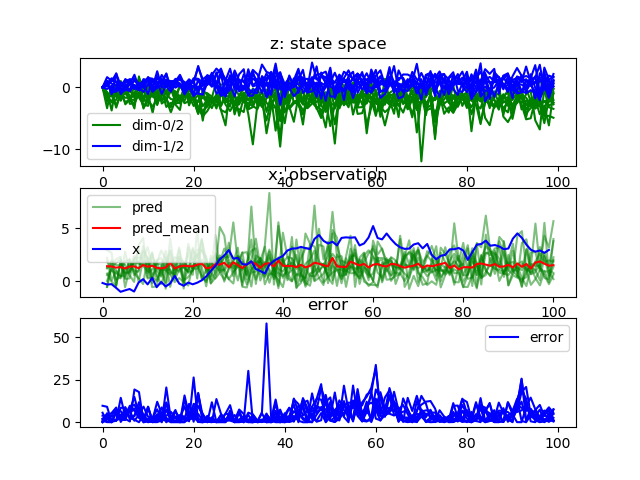 z: state space
0
−10
dim-0/2
dim-1/2
0 20 40 60 80 100
x: observation
5
0
pred
pred_mean
x
0 20 40 60 80 100
error
50
25
0
error
0 20 40 60 80 100